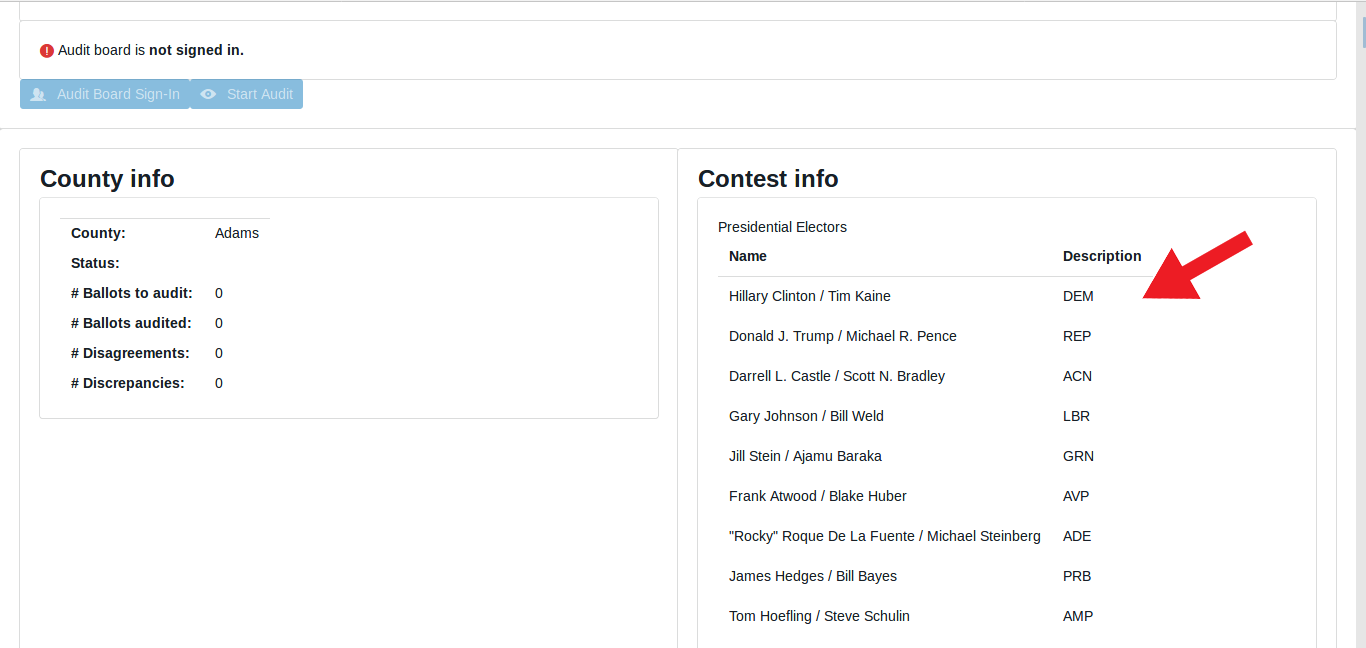 Audit board is not signed in.
Audit Board Sign-In
Start Audit
County info
County: Adams
Status:
# Ballots to audit: 0
# Ballots audited: 0
# Disagreements: 0
# Discrepancies: 0
Contest info
Presidential Electors
Name Description
Hillary Clinton / Tim Kaine DEM
Donald J. Trump / Michael R. Pence REP
Darrell L. Castle / Scott N. Bradley ACN
Gary Johnson / Bill Weld LBR
Jill Stein / Ajamu Baraka GRN
Frank Atwood / Blake Huber AVP
"Rocky" Roque De La Fuente / Michael Steinberg ADE
James Hedges / Bill Bayes PRB
Tom Hoefling / Steve Schulin AMP